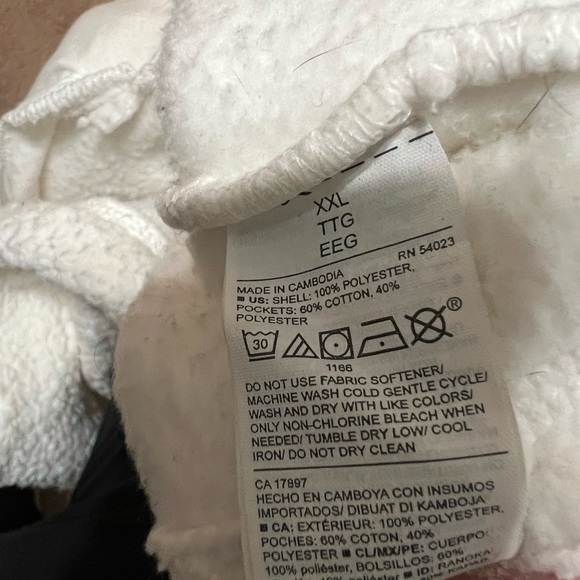 XXL
TTG
EEG
RN 54023
MADE IN CAMBODIA
US: SHELL: 100% POLYESTER,
POCKETS: 60% COTTON, 40%
POLYESTER
30
®
1166
DO NOT USE FABRIC SOFTENER/
MACHINE WASH COLD GENTLE CYCLE/
WASH AND DRY WITH LIKE COLORS/
ONLY NON-CHLORINE BLEACH WHEN
NEEDED/ TUMBLE DRY LOW/ COOL
IRON/ DO NOT DRY CLEAN
CA 17897
HECHO EN CAMBOYA CON INSUMOS
IMPORTADOS/ DIBUAT DI KAMBOJA
CA: EXTÉRIEUR: 100% POLYESTER,
POCHES: 60% COTON, 40%
POLYESTER ■ CL/MX/PE: CUERPO:
100% poliéster, BOLSILLOS: 60%
ID: RANGKA